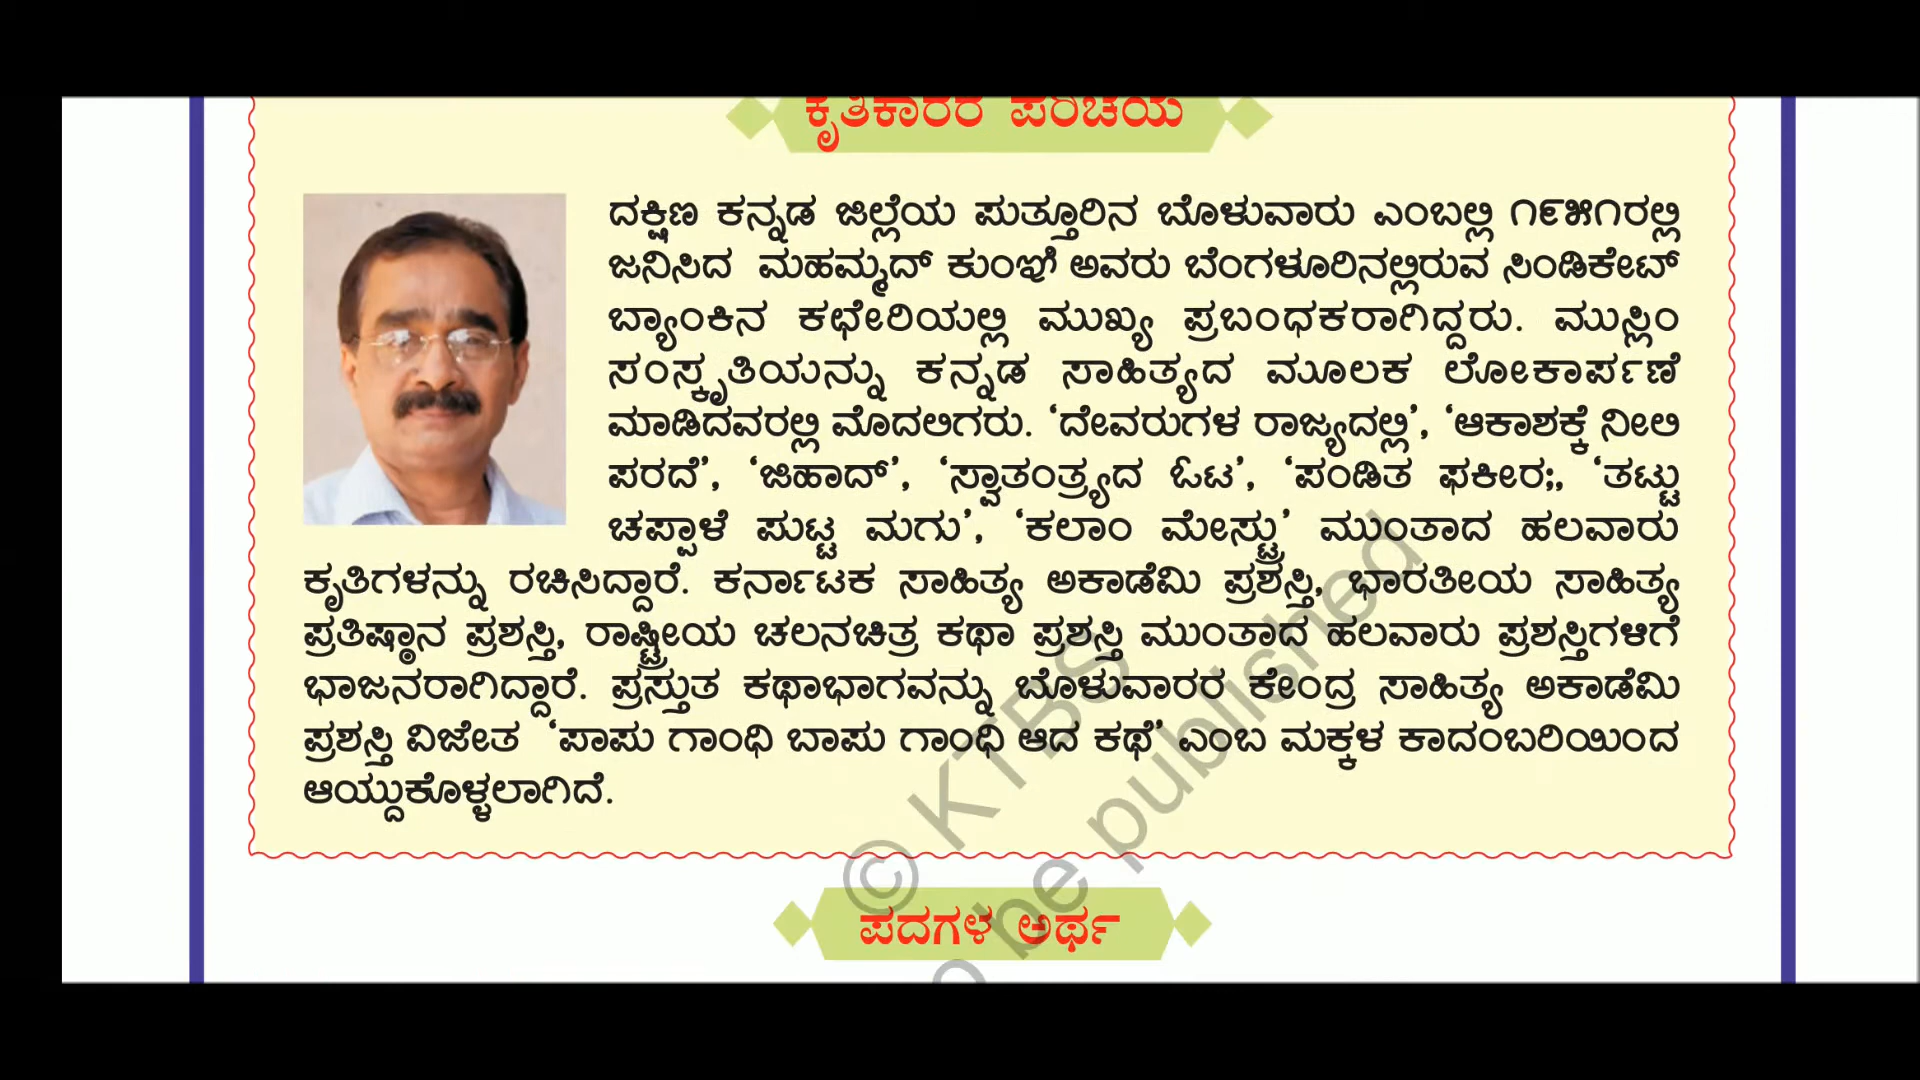 ಕೃತಿಕಾರರ ಪರಿಚಯ
ದಕ್ಷಿಣ ಕನ್ನಡ ಜಿಲ್ಲೆಯ ಪುತ್ತೂರಿನ ಬೊಳುವಾರು ಎಂಬಲ್ಲಿ ೧೯೫೧ರಲ್ಲಿ
ಜನಿಸಿದ ಮಹಮ್ಮದ್ ಕುಂಞಿ ಅವರು ಬೆಂಗಳೂರಿನಲ್ಲಿರುವ ಸಿಂಡಿಕೇಟ್
ಬ್ಯಾಂಕಿನ ಕಛೇರಿಯಲ್ಲಿ ಮುಖ್ಯ ಪ್ರಬಂಧಕರಾಗಿದ್ದರು. ಮುಸ್ಲಿಂ
ಸಂಸ್ಕೃತಿಯನ್ನು ಕನ್ನಡ ಸಾಹಿತ್ಯದ ಮೂಲಕ ಲೋಕಾರ್ಪಣೆ
ಮಾಡಿದವರಲ್ಲಿ ಮೊದಲಿಗರು. ‘ದೇವರುಗಳ ರಾಜ್ಯದಲ್ಲಿ’, ‘ಆಕಾಶಕ್ಕೆ ನೀಲಿ
ಪರದೆ’, ‘ಜಿಹಾದ್’, ‘ಸ್ವಾತಂತ್ರ್ಯದ ಓಟ’, ‘ಪಂಡಿತ ಫಕೀರ;, ‘ತಟ್ಟು
ಚಪ್ಪಾಳೆ ಪುಟ್ಟ ಮಗು’, ‘ಕಲಾಂ ಮೇಸ್ಟ್ರು’ ಮುಂತಾದ ಹಲವಾರು
ಕೃತಿಗಳನ್ನು ರಚಿಸಿದ್ದಾರೆ. ಕರ್ನಾಟಕ ಸಾಹಿತ್ಯ ಅಕಾಡೆಮಿ ಪ್ರಶಸ್ತಿ, ಭಾರತೀಯ ಸಾಹಿತ್ಯ
ಪ್ರತಿಷ್ಠಾನ ಪ್ರಶಸ್ತಿ, ರಾಷ್ಟ್ರೀಯ ಚಲನಚಿತ್ರ ಕಥಾ ಪ್ರಶಸ್ತಿ ಮುಂತಾದ ಹಲವಾರು ಪ್ರಶಸ್ತಿಗಳಿಗೆ
ಭಾಜನರಾಗಿದ್ದಾರೆ. ಪ್ರಸ್ತುತ ಕಥಾಭಾಗವನ್ನು ಬೊಳುವಾರರ ಕೇಂದ್ರ ಸಾಹಿತ್ಯ ಅಕಾಡೆಮಿ
ಪ್ರಶಸ್ತಿ ವಿಜೇತ ‘ಪಾಪು ಗಾಂಧಿ ಬಾಪು ಗಾಂಧಿ ಆದ ಕಥೆ’ ಎಂಬ ಮಕ್ಕಳ ಕಾದಂಬರಿಯಿಂದ
ಆಯ್ದುಕೊಳ್ಳಲಾಗಿದೆ.
© KTBS
be published
ಪದಗಳ ಅರ್ಥ